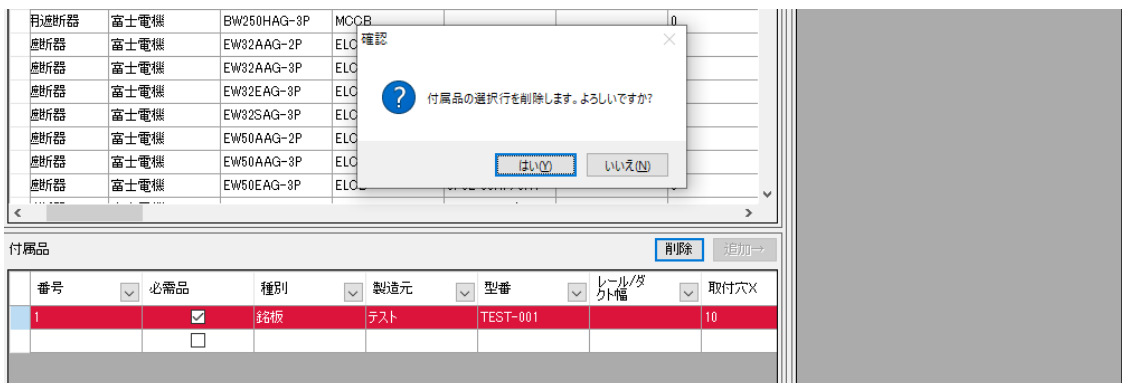 用遮断器 富士電機 BW250HAG-3P MCCB 0
遮断器 富士電機 EW32AAG-2P ELC
遮断器 富士電機 EW32AAG-3P ELC
遮断器 富士電機 EW32EAG-3P ELC
遮断器 富士電機 EW32SAG-3P ELC
遮断器 富士電機 EW50AAG-2P ELC
遮断器 富士電機 EW50AAG-3P ELC
遮断器 富士電機 EW50EAG-3P
確認
付属品の選択行を削除します。よろしいですか?
はい(Y) いいえ(N)
付属品 削除 追加→
番号 必需品 種別 製造元 型番 レール/ダ
クト幅 取付穴X
1 銘板 テスト TEST-001 10